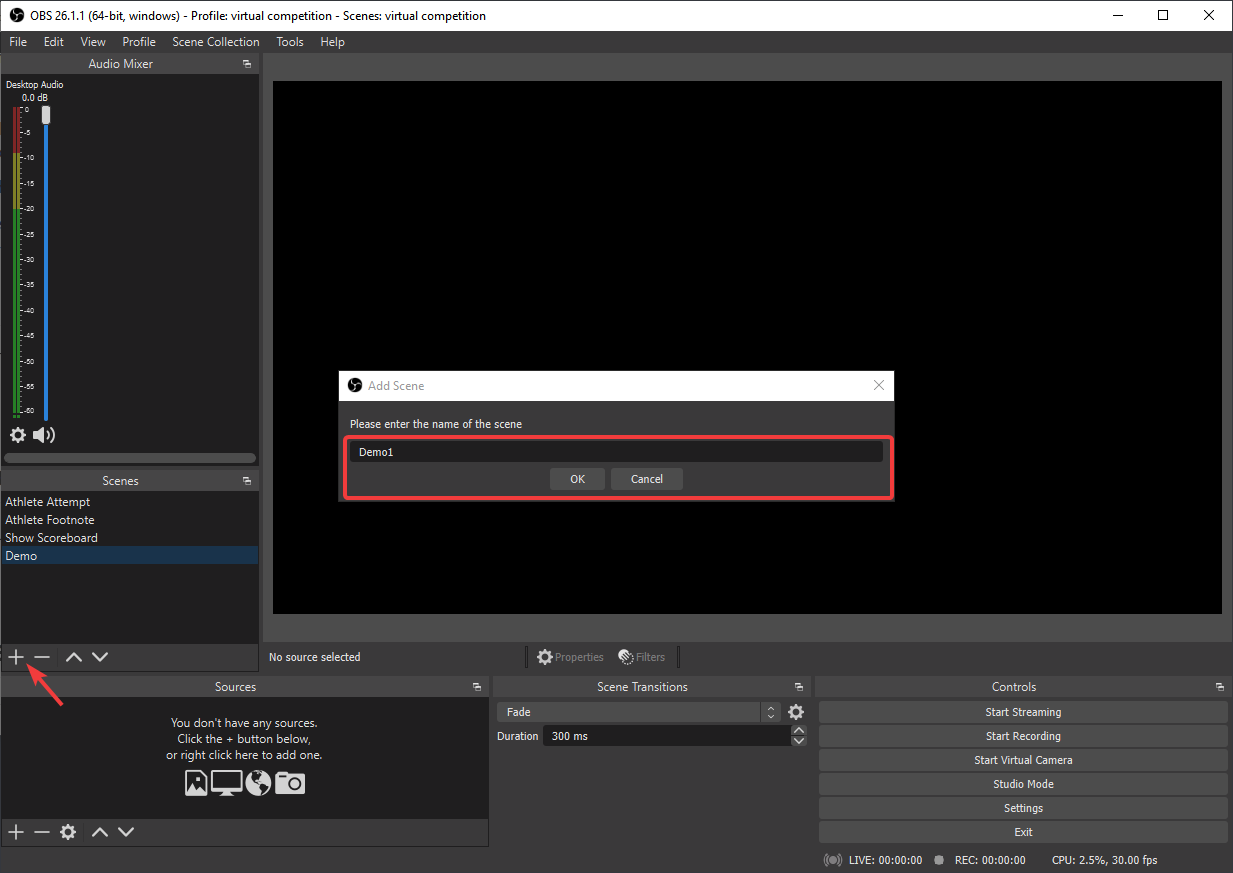 OBS 26.1.1 (64-bit, windows) - Profile: virtual competition - Scenes: virtual competition
File Edit View Profile Scene Collection Tools Help
Audio Mixer
Desktop Audio
0.0 dB
0
-5
-10
-15
-20
-25
-30
-35
-40
-45
-50
-55
-60
Add Scene
Please enter the name of the scene
Demo1
OK Cancel
Scenes
Athlete Attempt
Athlete Footnote
Show Scoreboard
Demo
No source selected Properties Filters
Sources
You don't have any sources.
Click the + button below,
or right click here to add one.
Scene Transitions
Fade
Duration 300 ms
Controls
Start Streaming
Start Recording
Start Virtual Camera
Studio Mode
Settings
Exit
LIVE: 00:00:00 REC: 00:00:00 CPU: 2.5%, 30.00 fps